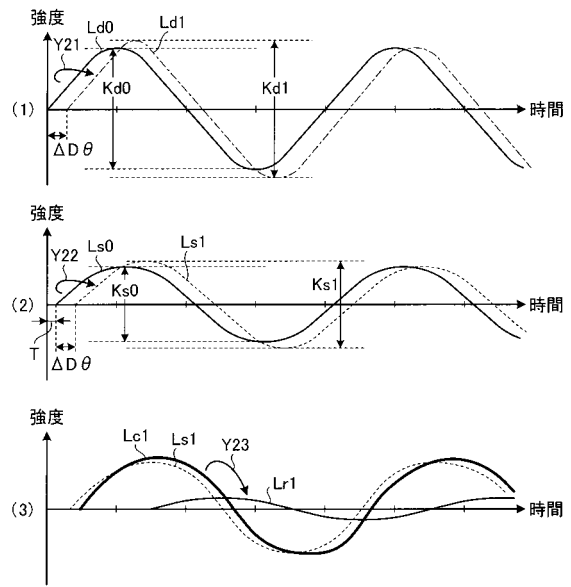 強度
Ld0
Ld1
Y21
Kd0
Kd1
(1)
時間
ΔDθ
強度
Ls0
Ls1
Y22
Ks0
Ks1
(2)
時間
T
ΔDθ
強度
Lc1
Ls1
Y23
Lr1
(3)
時間